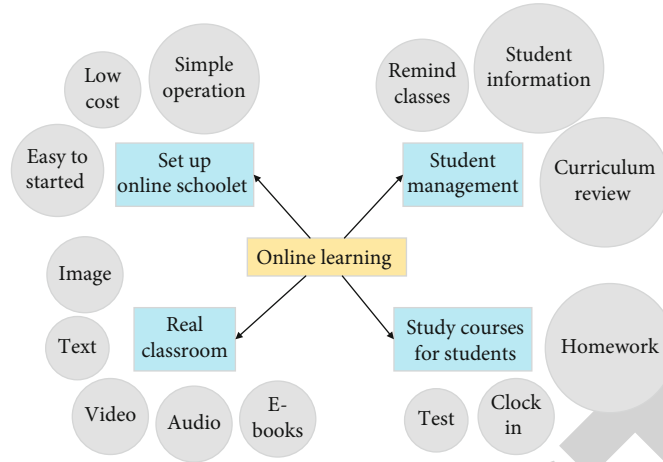 Low
cost
Simple
operation
Easy to
started
Set up
online schoolet
Remind
classes
Student
information
Student
management
Curriculum
review
Online learning
Image
Text
Video
Audio
E-
books
Real
classroom
Study courses
for students
Homework
Test
Clock
in